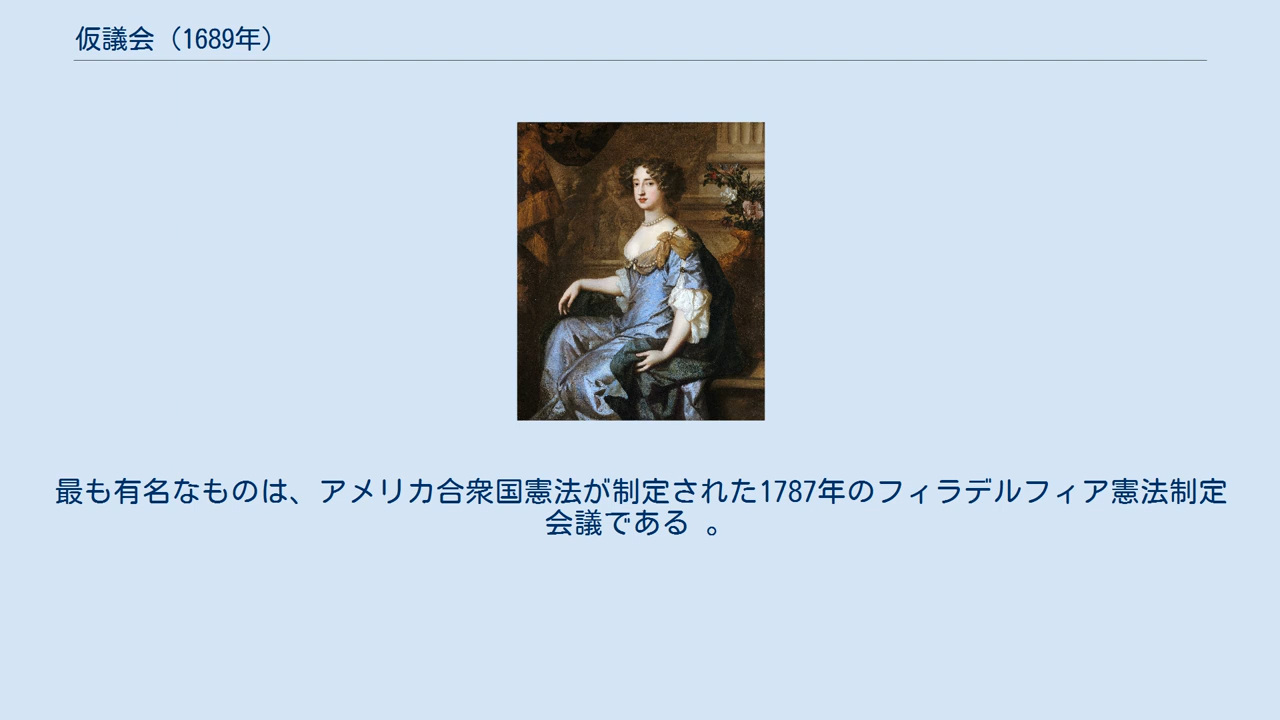 仮議会（1689年）
最も有名なものは、アメリカ合衆国憲法が制定された1787年のフィラデルフィア憲法制定
会議である 。